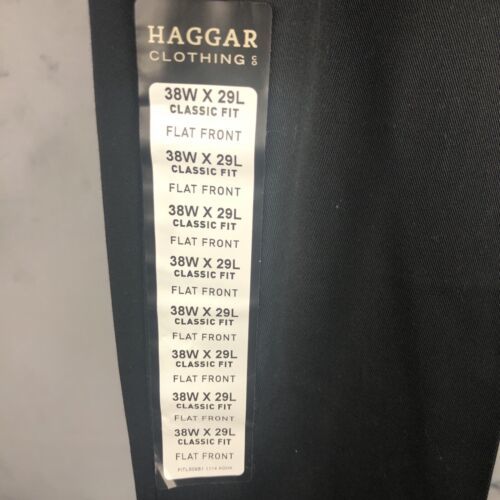 HAGGAR
CLOTHING CO
38W X 29L
CLASSIC FIT
FLAT FRONT
38W X 29L
CLASSIC FIT
FLAT FRONT
38W X 29L
CLASSIC FIT
FLAT FRONT
38W X 29L
CLASSIC FIT
FLAT FRONT
38W X 29L
CLASSIC FIT
FLAT FRONT
38W X 29L
CLASSIC FIT
FLAT FRONT
38W X 29L
CLASSIC FIT
FLAT FRONT
38W X 29L
CLASSIC FIT
FLAT FRONT